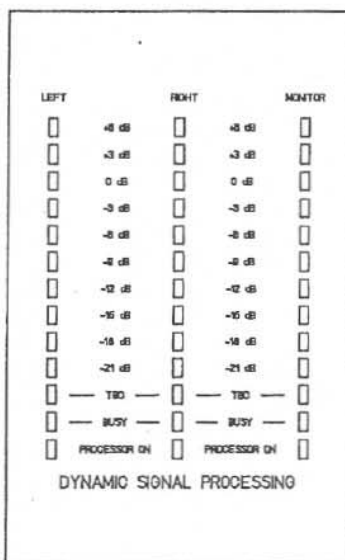 LEFT RIGHT MONITOR
+6 dB +6 dB
+3 dB +3 dB
0 dB 0 dB
-3 dB -3 dB
-6 dB -6 dB
-9 dB -9 dB
-12 dB -12 dB
-15 dB -15 dB
-18 dB -18 dB
-21 dB -21 dB
TBD TBD
BUSY BUSY
PROCESSOR ON PROCESSOR ON
DYNAMIC SIGNAL PROCESSING